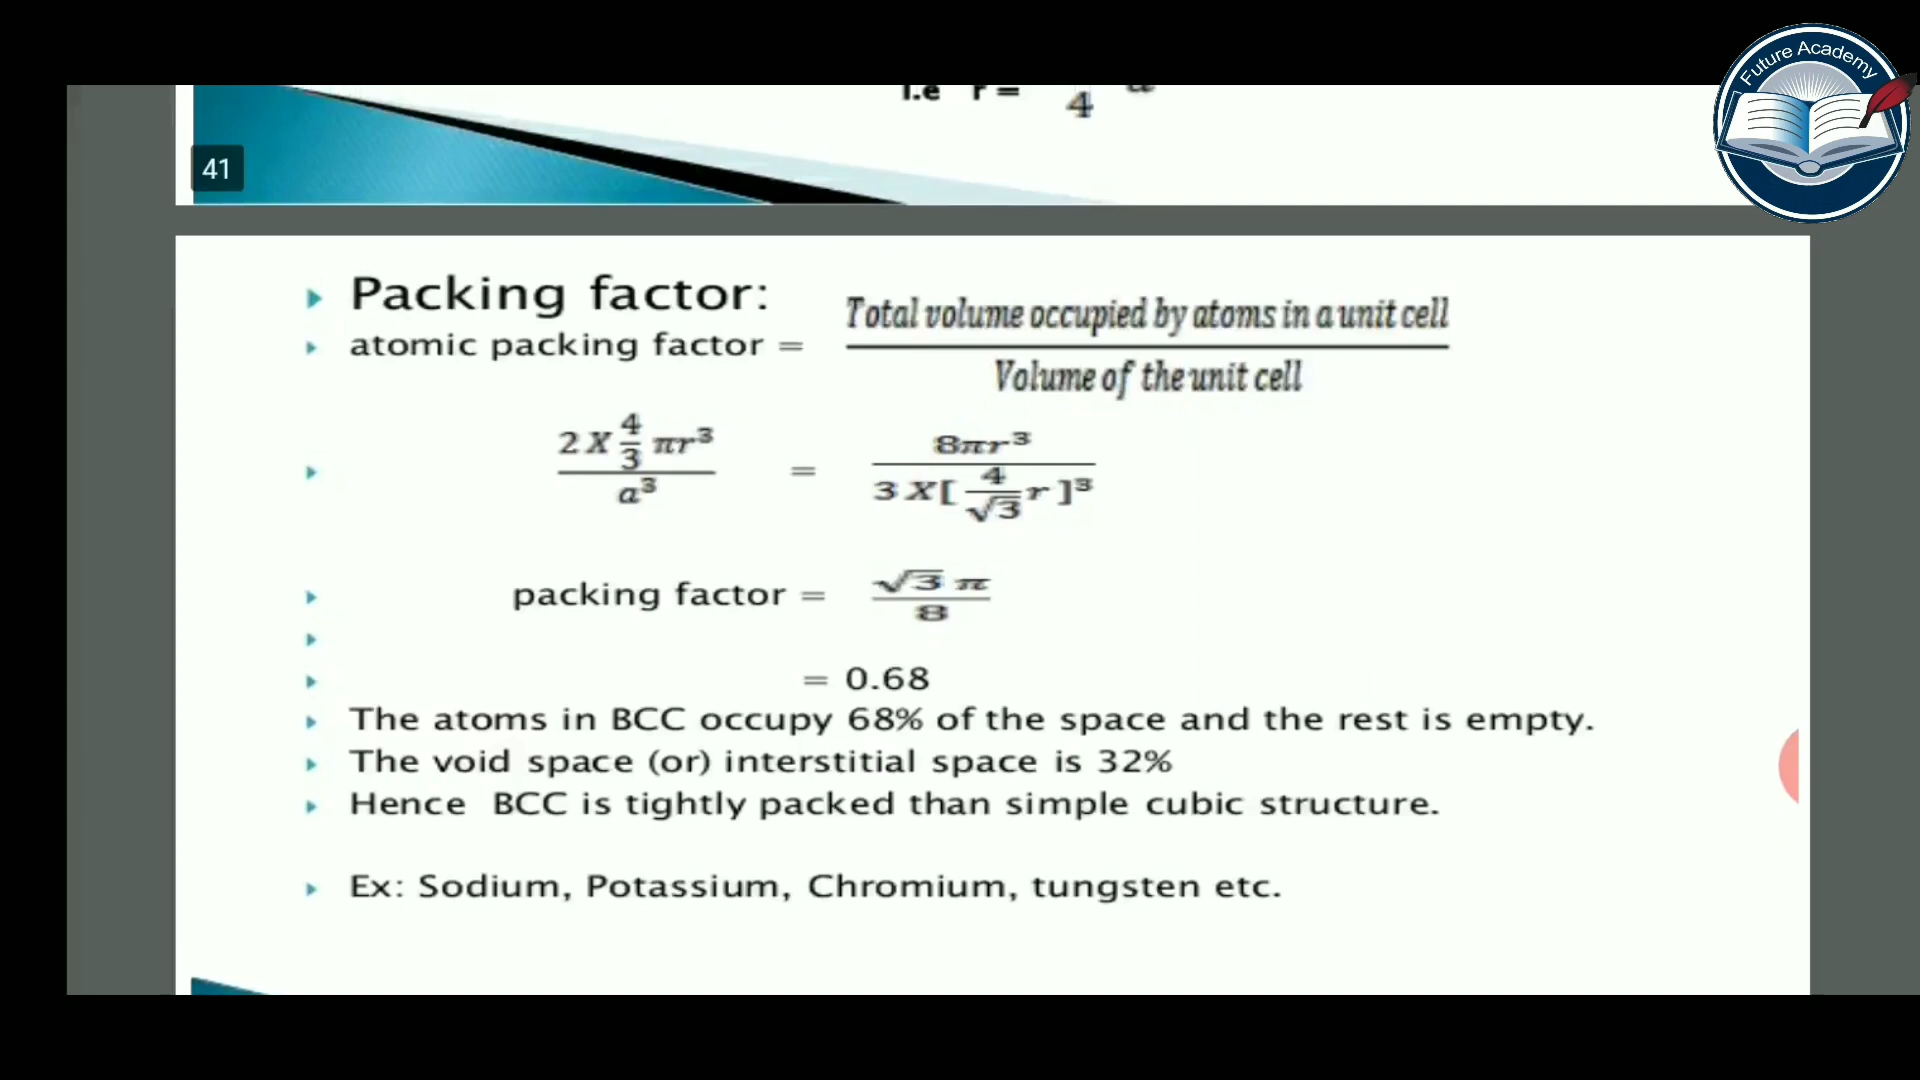 Future Academy
i.e r = 4
41
Packing factor:
atomic packing factor = Total volume occupied by atoms in a unit cell / Volume of the unit cell
2 X 4/3 πr³ / a³ = 8πr³ / 3 X[ 4/√3 r ]³
packing factor = √3 π / 8
= 0.68
The atoms in BCC occupy 68% of the space and the rest is empty.
The void space (or) interstitial space is 32%
Hence BCC is tightly packed than simple cubic structure.
Ex: Sodium, Potassium, Chromium, tungsten etc.